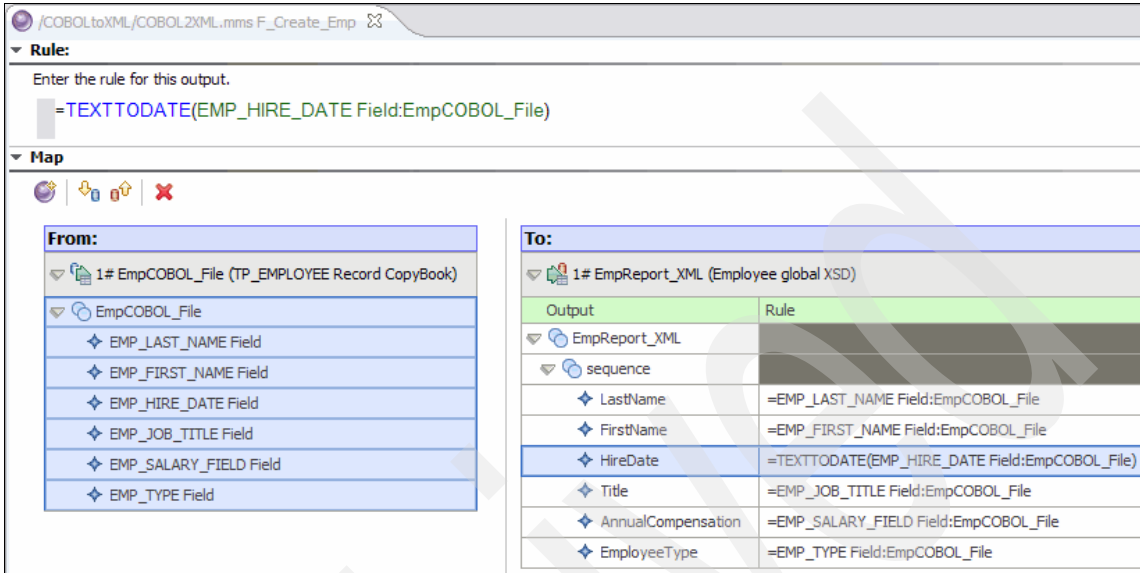 /COBOLtoXML/COBOL2XML.mms F_Create_Emp
Rule:
Enter the rule for this output.
=TEXTTODATE(EMP_HIRE_DATE Field:EmpCOBOL_File)
Map
From:
1# EmpCOBOL_File (TP_EMPLOYEE Record CopyBook)
EmpCOBOL_File
EMP_LAST_NAME Field
EMP_FIRST_NAME Field
EMP_HIRE_DATE Field
EMP_JOB_TITLE Field
EMP_SALARY_FIELD Field
EMP_TYPE Field
To:
1# EmpReport_XML (Employee global XSD)
Output Rule
EmpReport_XML
sequence
LastName =EMP_LAST_NAME Field:EmpCOBOL_File
FirstName =EMP_FIRST_NAME Field:EmpCOBOL_File
HireDate =TEXTTODATE(EMP_HIRE_DATE Field:EmpCOBOL_File)
Title =EMP_JOB_TITLE Field:EmpCOBOL_File
AnnualCompensation =EMP_SALARY_FIELD Field:EmpCOBOL_File
EmployeeType =EMP_TYPE Field:EmpCOBOL_File